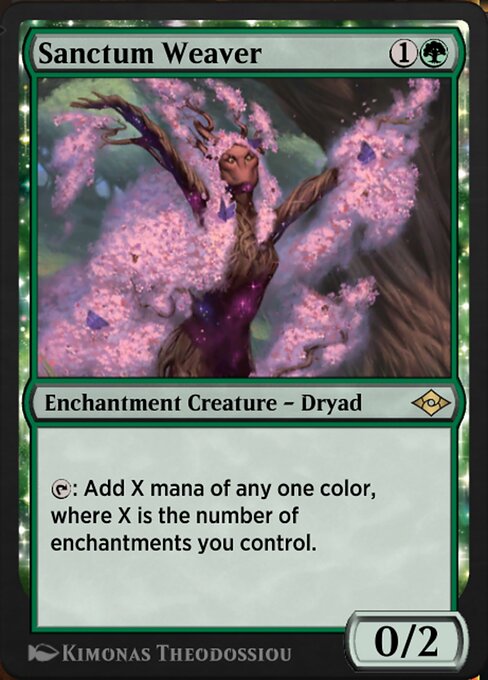 Sanctum Weaver 1
Enchantment Creature – Dryad
: Add X mana of any one color,
where X is the number of
enchantments you control.
0/2
Kimonas Theodossiou